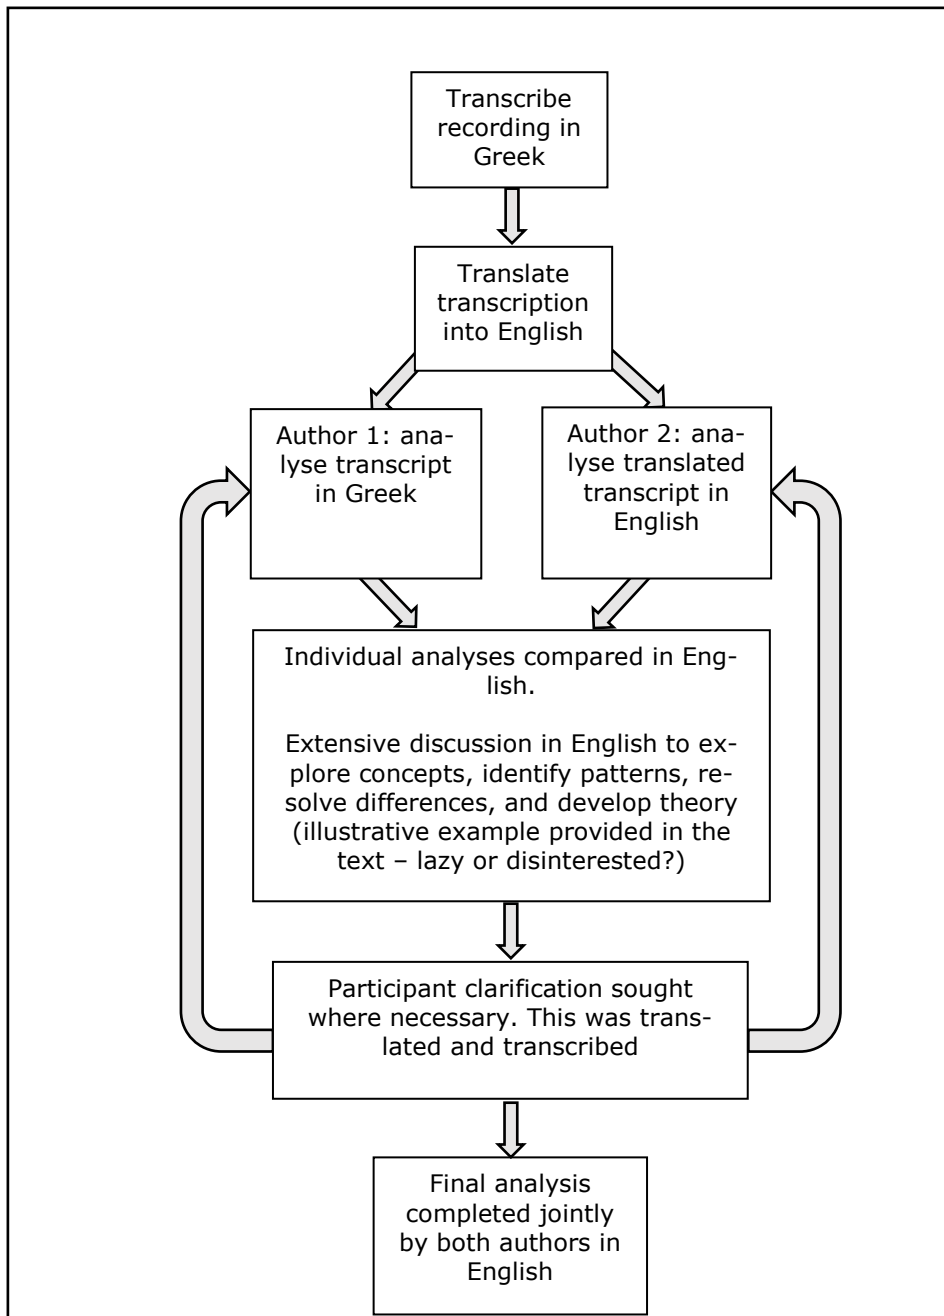 Transcribe
recording in
Greek
Translate
transcription
into English
Author 1: ana-
lyse transcript
in Greek
Author 2: ana-
lyse translated
transcript in
English
Individual analyses compared in Eng-
lish.
Extensive discussion in English to ex-
plore concepts, identify patterns, re-
solve differences, and develop theory
(illustrative example provided in the
text – lazy or disinterested?)
Participant clarification sought
where necessary. This was trans-
lated and transcribed
Final analysis
completed jointly
by both authors in
English